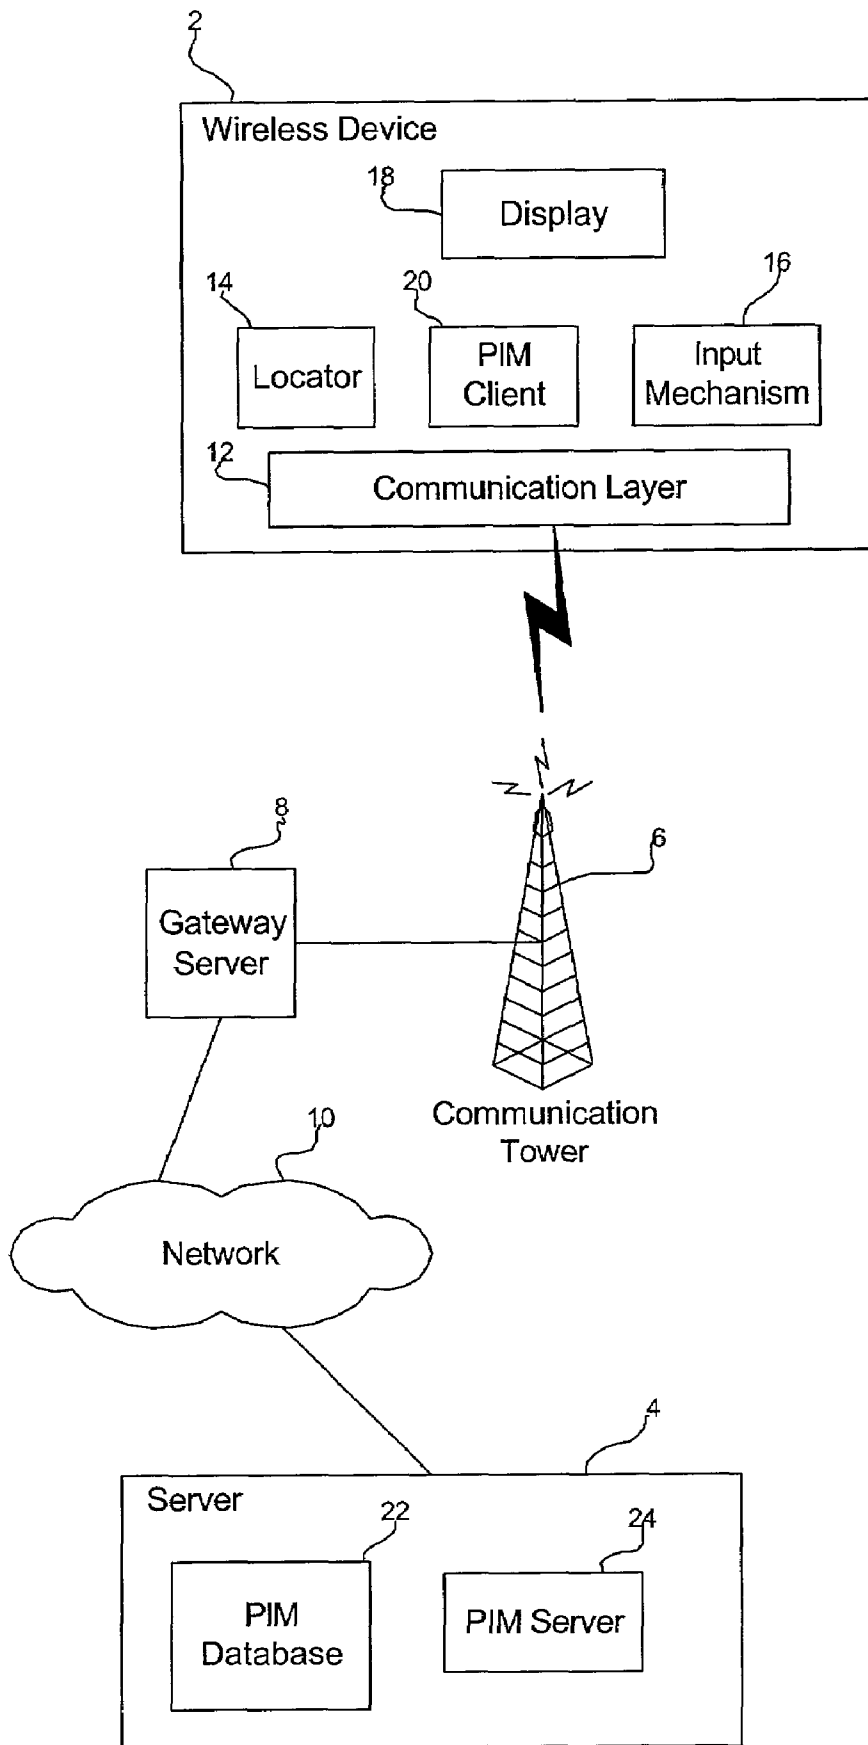 2
Wireless Device
18
Display
14
20
16
Locator
PIM
Client
Input
Mechanism
12
Communication Layer
8
6
Gateway
Server
Communication
Tower
10
Network
4
Server
22
24
PIM
Database
PIM Server